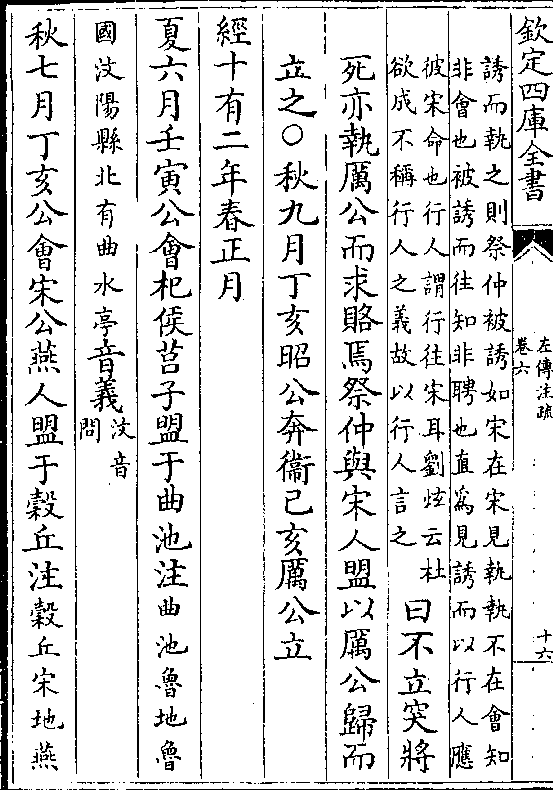 欽定四庫全書
左傳注疏
卷六
十六
誘而執之則祭仲被誘如宋在宋見執執不在會知
非會也被誘而往知非聘也直為見誘而以行人應
彼宋命也行人謂行往宋耳劉炫云杜
欲成不稱行人之義故以行人言之
曰不立突將
死亦執厲公而求賂焉祭仲與宋人盟以厲公歸而
立之○秋九月丁亥昭公奔衞己亥厲公立
經十有二年春正月
夏六月壬寅公會杞侯莒子盟于曲池注曲池魯地魯
國汶陽縣北有曲水亭音義汶音
問
秋七月丁亥公會宋公燕人盟于穀丘注穀丘宋地燕